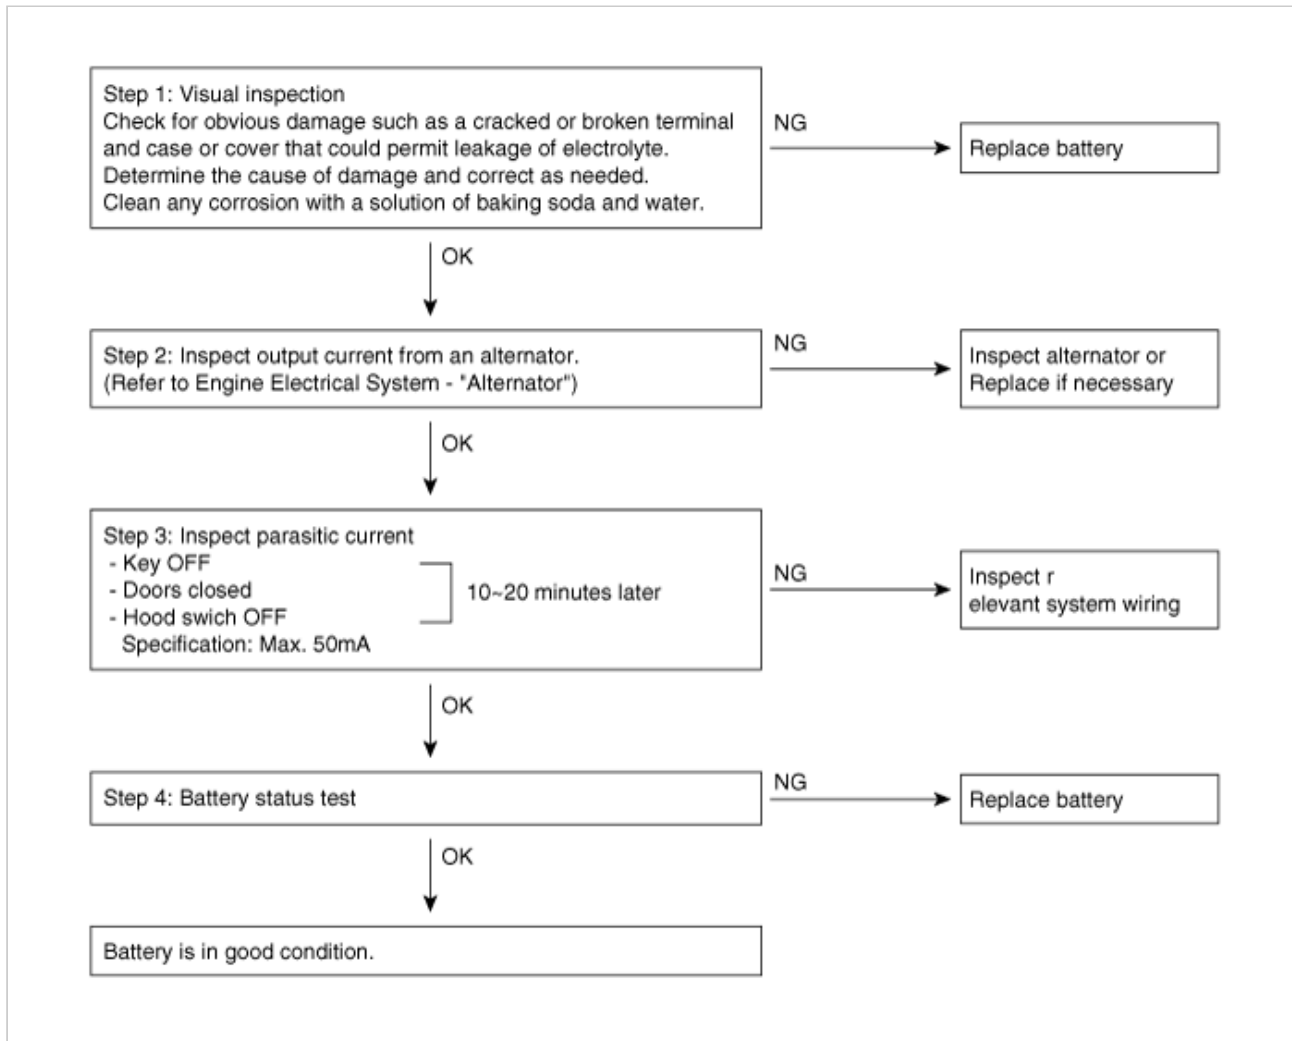 Step 1: Visual inspection
Check for obvious damage such as a cracked or broken terminal
and case or cover that could permit leakage of electrolyte.
Determine the cause of damage and correct as needed.
Clean any corrosion with a solution of baking soda and water.
NG
Replace battery
OK
Step 2: Inspect output current from an alternator.
(Refer to Engine Electrical System - "Alternator")
NG
Inspect alternator or
Replace if necessary
OK
Step 3: Inspect parasitic current
- Key OFF
- Doors closed
- Hood swich OFF
10~20 minutes later
Specification: Max. 50mA
NG
Inspect r
elevant system wiring
OK
Step 4: Battery status test
NG
Replace battery
OK
Battery is in good condition.